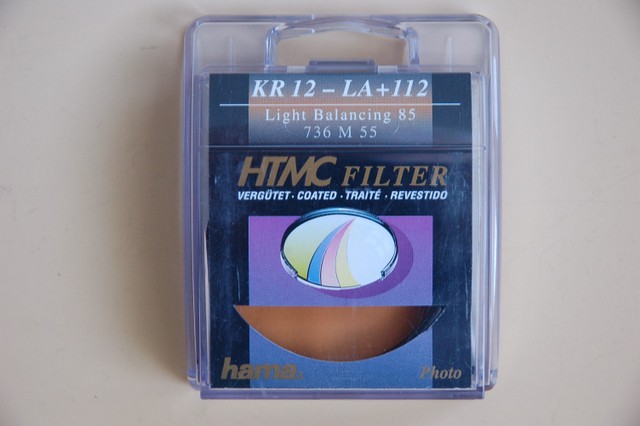 KR 12 – LA+112
Light Balancing 85
736 M 55
HTMC FILTER
VERGÜTET · COATED · TRAITÉ · REVESTIDO
hama®
Photo